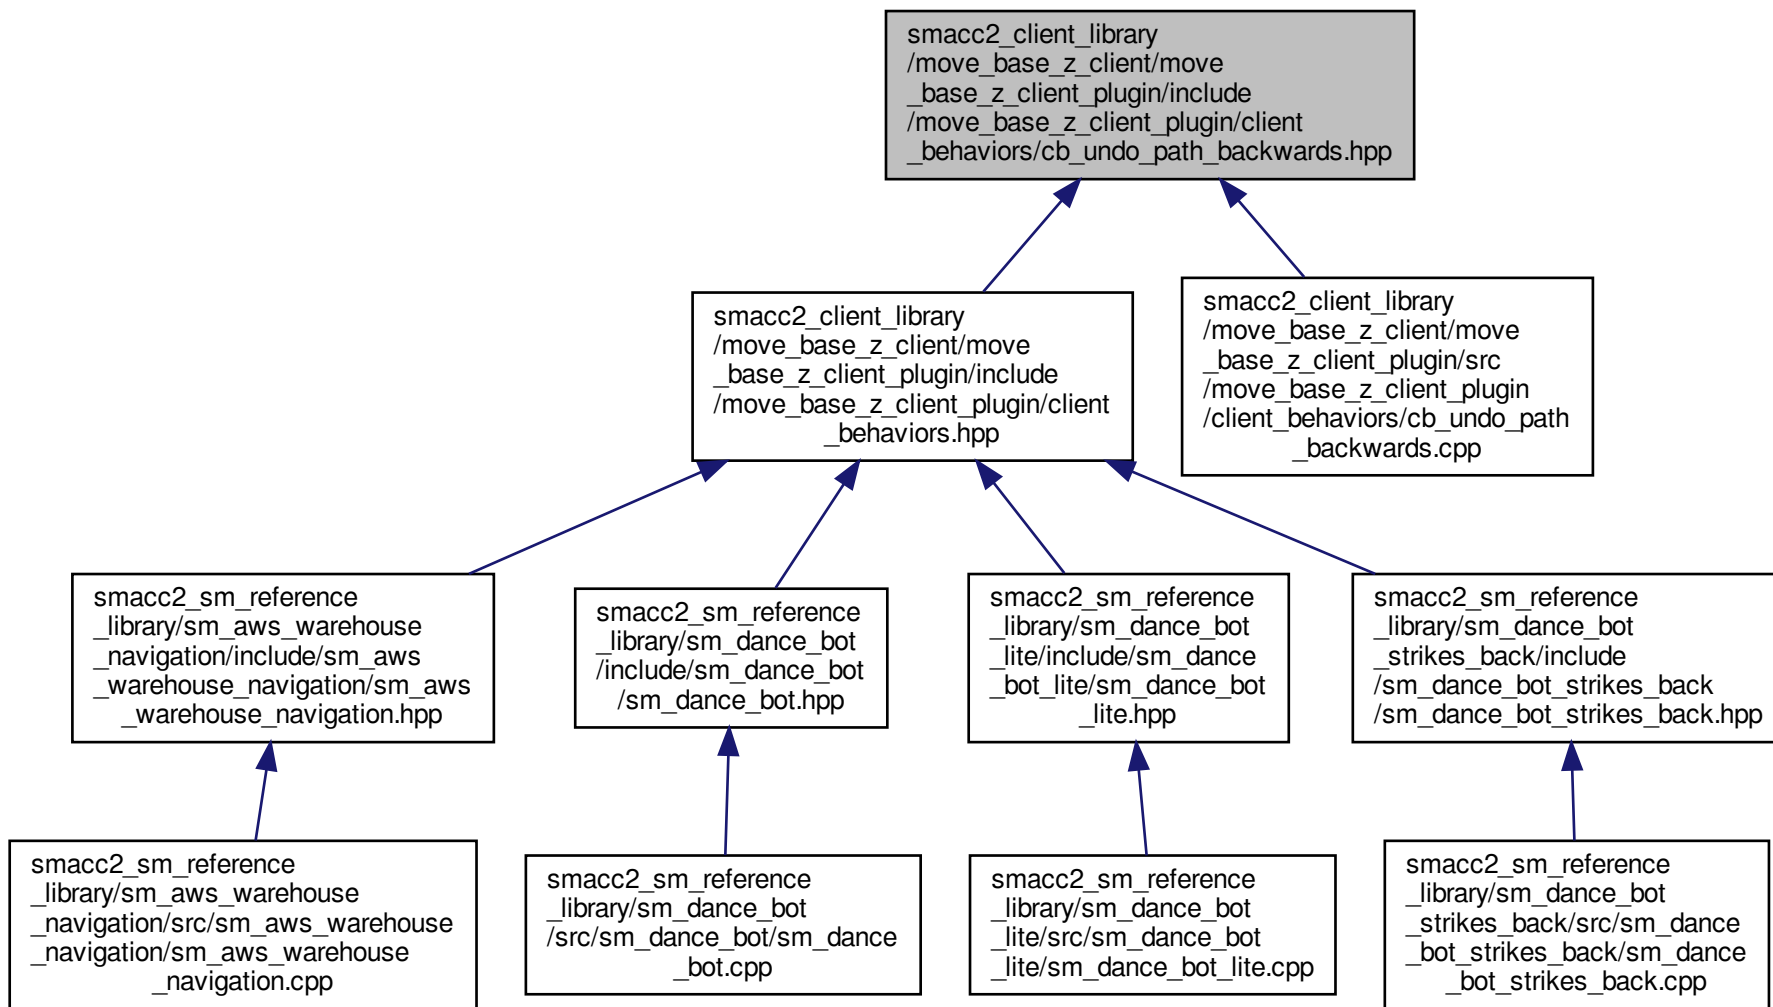 smacc2_client_library
/move_base_z_client/move
_base_z_client_plugin/include
/move_base_z_client_plugin/client
_behaviors/cb_undo_path_backwards.hpp
smacc2_client_library
/move_base_z_client/move
_base_z_client_plugin/include
/move_base_z_client_plugin/client
_behaviors.hpp
smacc2_client_library
/move_base_z_client/move
_base_z_client_plugin/src
/move_base_z_client_plugin
/client_behaviors/cb_undo_path
_backwards.cpp
smacc2_sm_reference
_library/sm_aws_warehouse
_navigation/include/sm_aws
_warehouse_navigation/sm_aws
_warehouse_navigation.hpp
smacc2_sm_reference
_library/sm_dance_bot
/include/sm_dance_bot
/sm_dance_bot.hpp
smacc2_sm_reference
_library/sm_dance_bot
_lite/include/sm_dance
_bot_lite/sm_dance_bot
_lite.hpp
smacc2_sm_reference
_library/sm_dance_bot
_strikes_back/include
/sm_dance_bot_strikes_back
/sm_dance_bot_strikes_back.hpp
smacc2_sm_reference
_library/sm_aws_warehouse
_navigation/src/sm_aws_warehouse
_navigation/sm_aws_warehouse
_navigation.cpp
smacc2_sm_reference
_library/sm_dance_bot
/src/sm_dance_bot/sm_dance
_bot.cpp
smacc2_sm_reference
_library/sm_dance_bot
_lite/src/sm_dance_bot
_lite/sm_dance_bot_lite.cpp
smacc2_sm_reference
_library/sm_dance_bot
_strikes_back/src/sm_dance
_bot_strikes_back/sm_dance
_bot_strikes_back.cpp